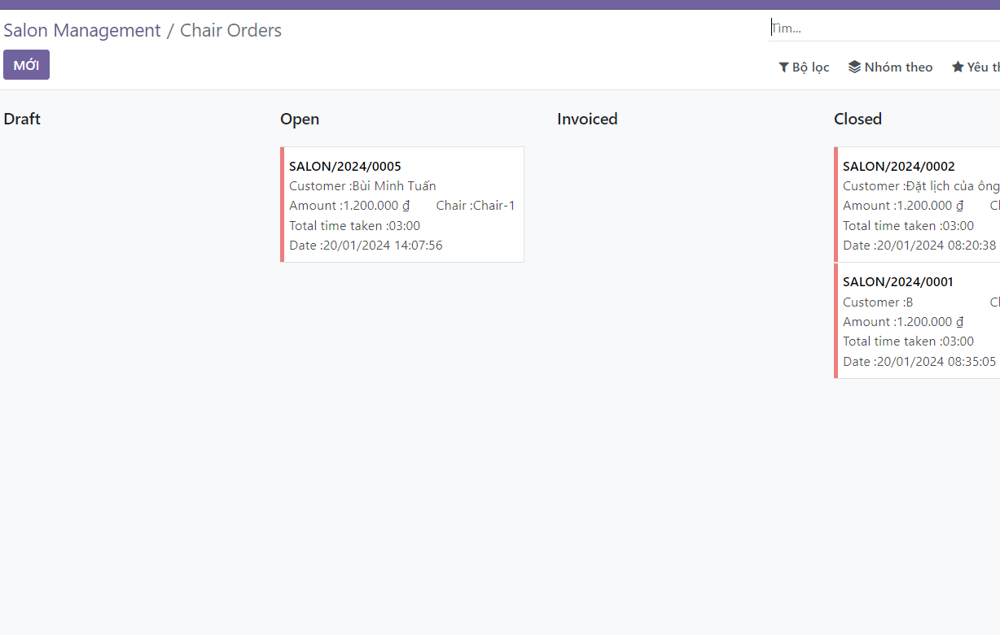 Salon Management / Chair Orders
Tìm...
MỚI
Bộ lọc
Nhóm theo
Yêu
Draft
Open
SALON/2024/0005
Customer :Bùi Minh Tuấn
Amount :1.200.000 ₫ Chair :Chair-1
Total time taken :03:00
Date :20/01/2024 14:07:56
Invoiced
Closed
SALON/2024/0002
Customer :Đặt lịch của ông
Amount :1.200.000 ₫
Total time taken :03:00
Date :20/01/2024 08:20:38
SALON/2024/0001
Customer :B
Amount :1.200.000 ₫
Total time taken :03:00
Date :20/01/2024 08:35:05